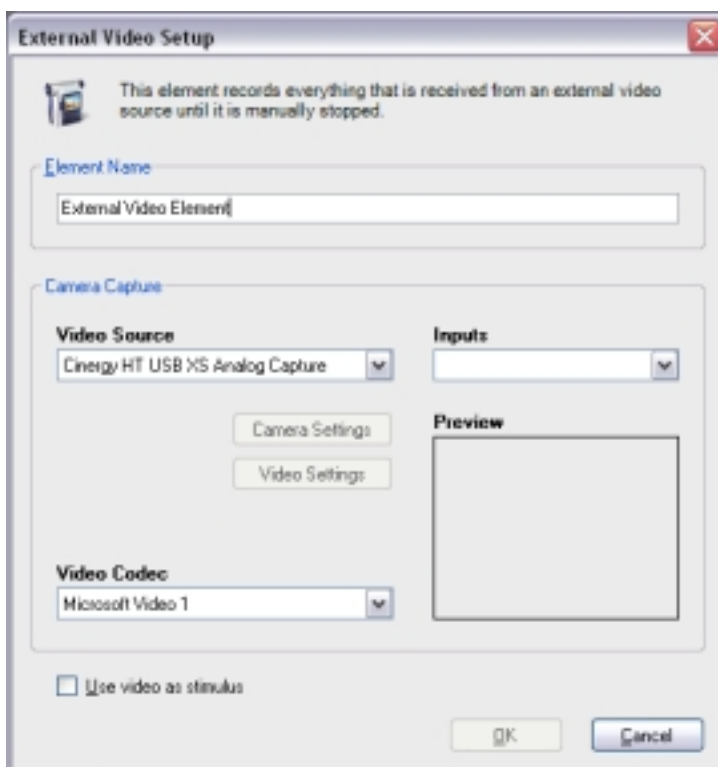 External Video Setup
This element records everything that is received from an external video
source until it is manually stopped.
Element Name
External Video Element
Camera Capture
Video Source
Inputs
Cinergy HT USB XS Analog Capture
Camera Settings
Preview
Video Settings
Video Codec
Microsoft Video 1
Use video as stimulus
OK
Cancel